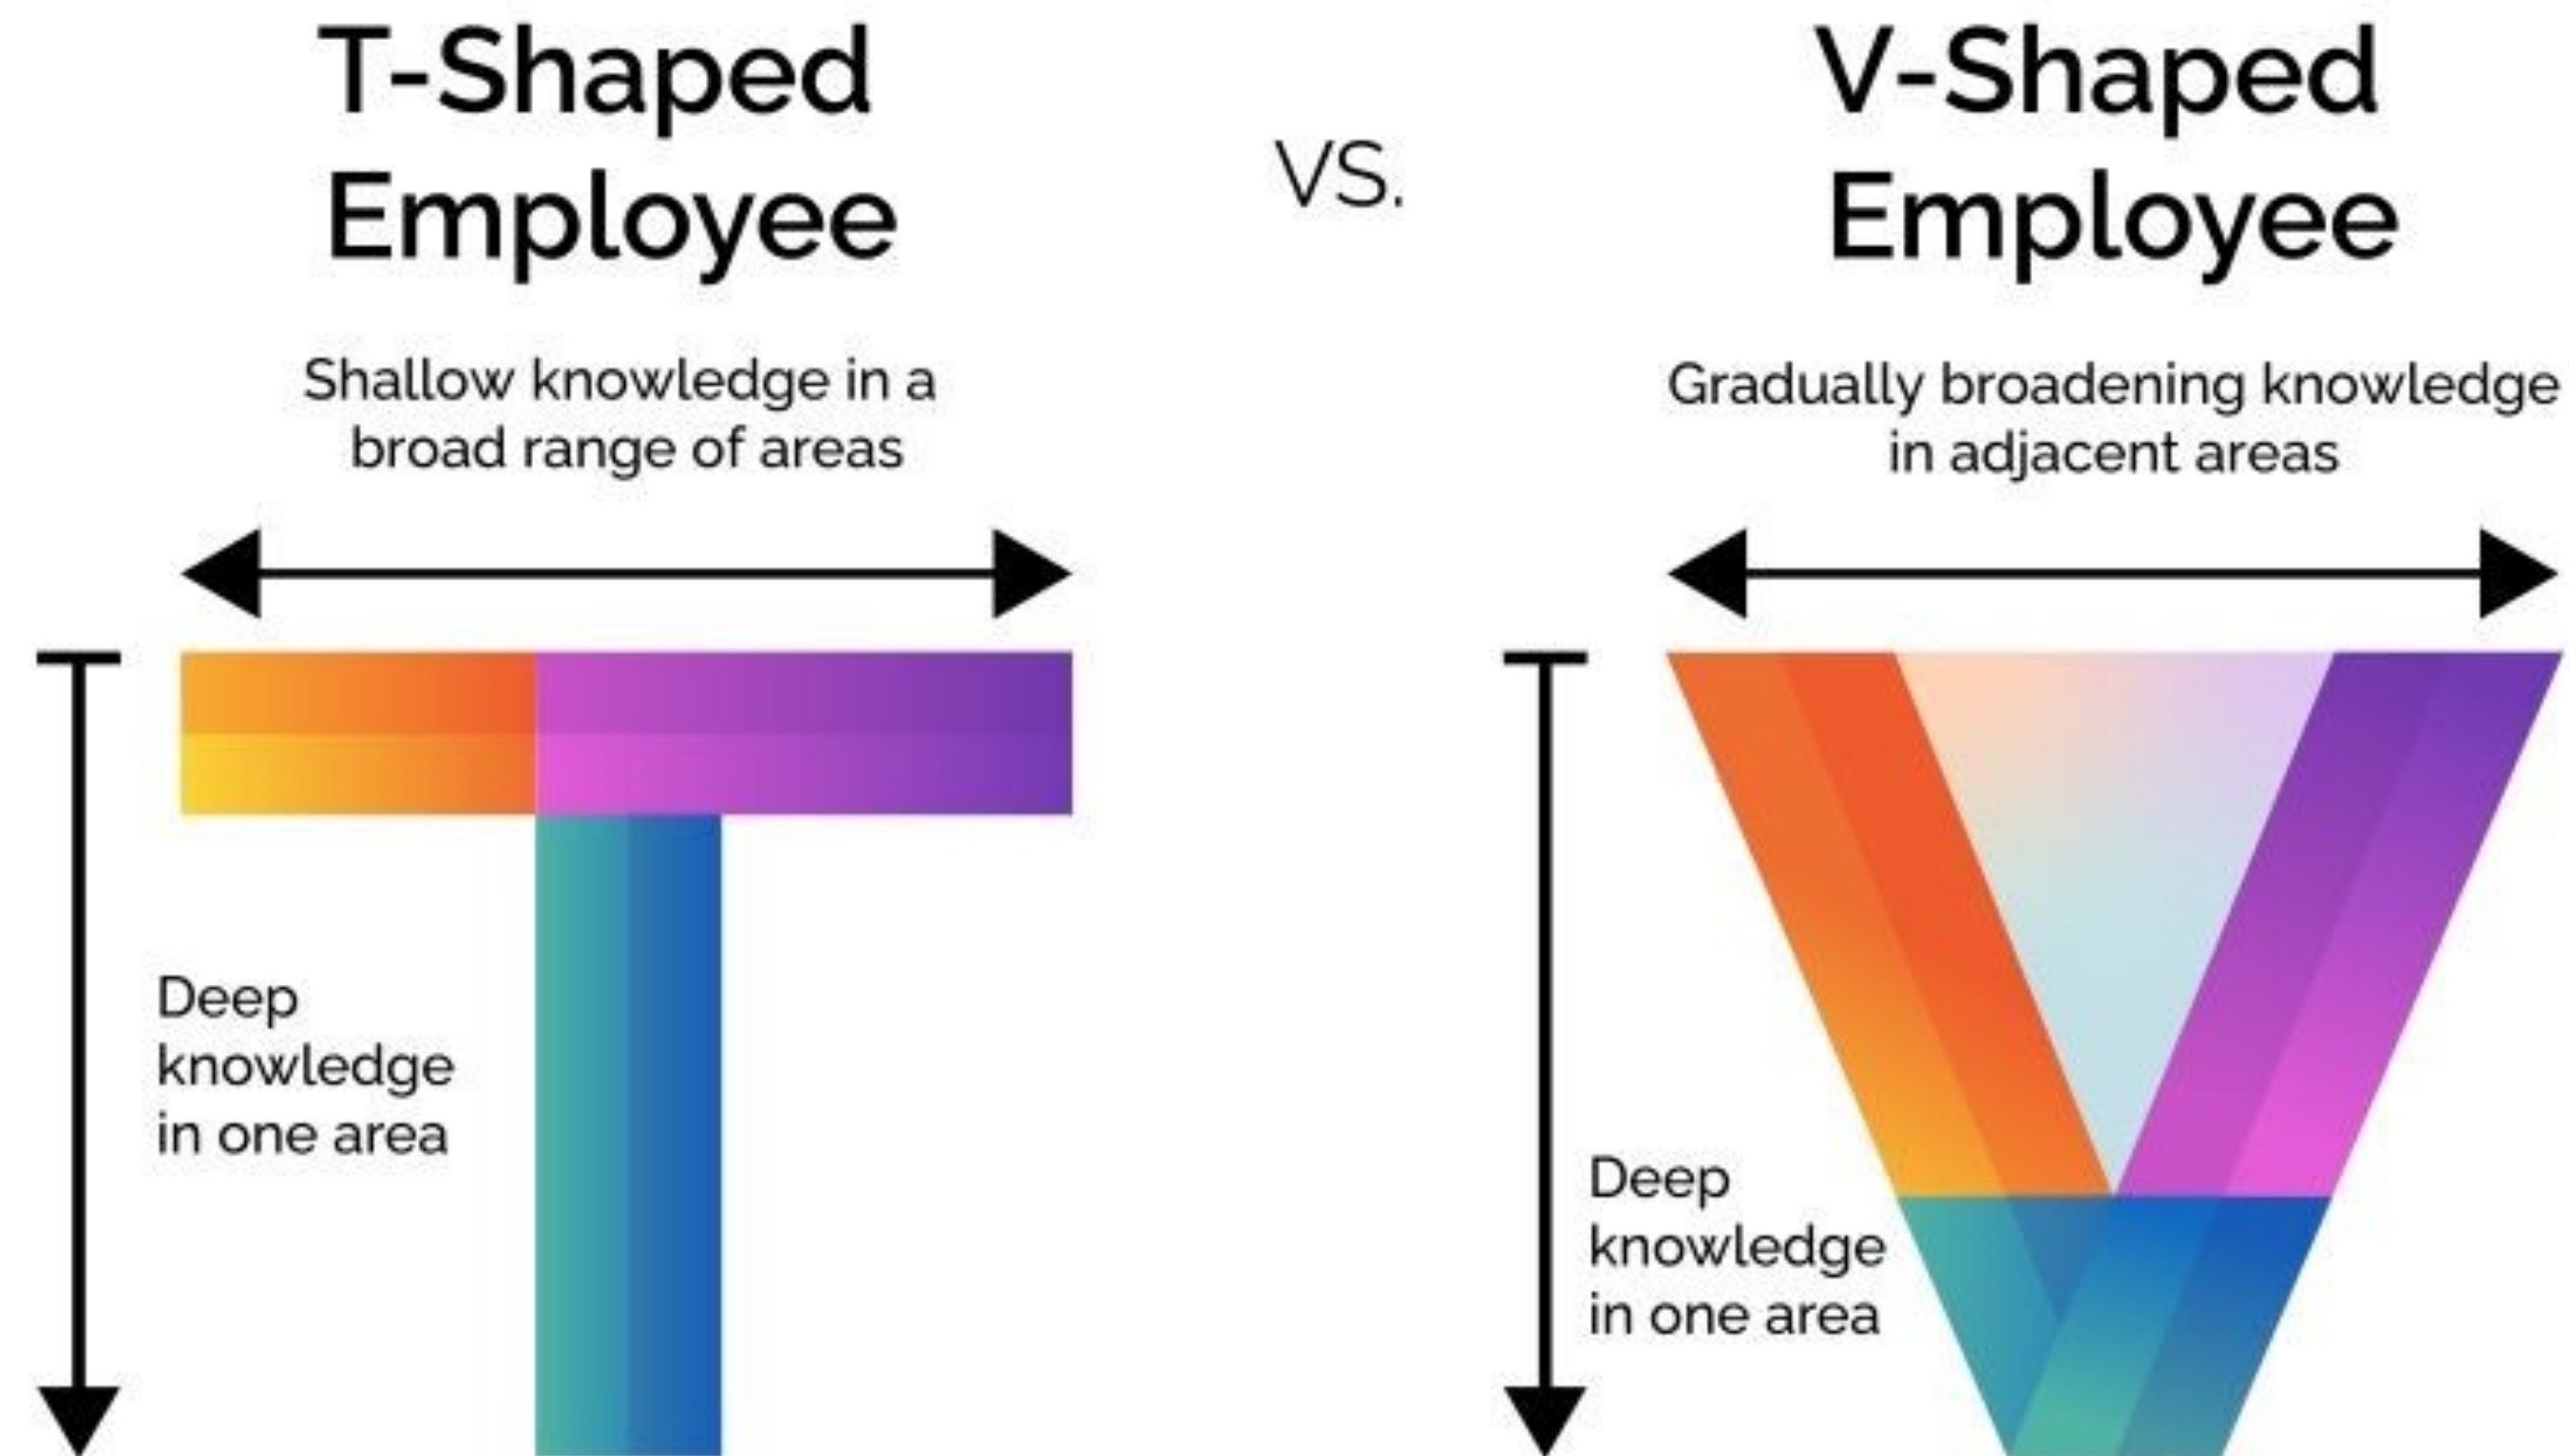 T-Shaped
Employee
VS.
V-Shaped
Employee
Shallow knowledge in a
broad range of areas
Gradually broadening knowledge
in adjacent areas
Deep
knowledge
in one area
Deep
knowledge
in one area